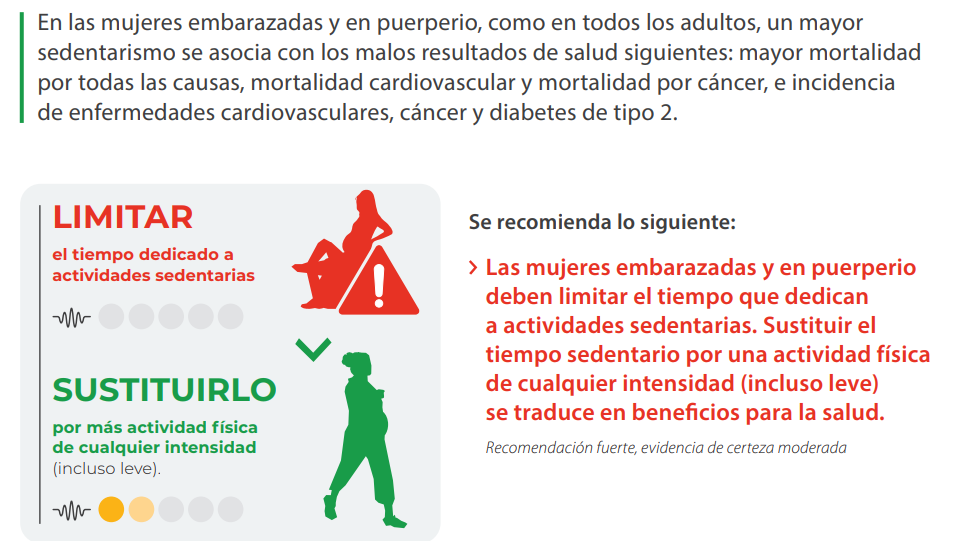 En las mujeres embarazadas y en puerperio, como en todos los adultos, un mayor
sedentarismo se asocia con los malos resultados de salud siguientes: mayor mortalidad
por todas las causas, mortalidad cardiovascular y mortalidad por cáncer, e incidencia
de enfermedades cardiovasculares, cáncer y diabetes de tipo 2.
LIMITAR
el tiempo dedicado a
actividades sedentarias
SUSTITUIRLO
por más actividad física
de cualquier intensidad
(incluso leve).
Se recomienda lo siguiente:
> Las mujeres embarazadas y en puerperio
deben limitar el tiempo que dedican
a actividades sedentarias. Sustituir el
tiempo sedentario por una actividad física
de cualquier intensidad (incluso leve)
se traduce en beneficios para la salud.
Recomendación fuerte, evidencia de certeza moderada